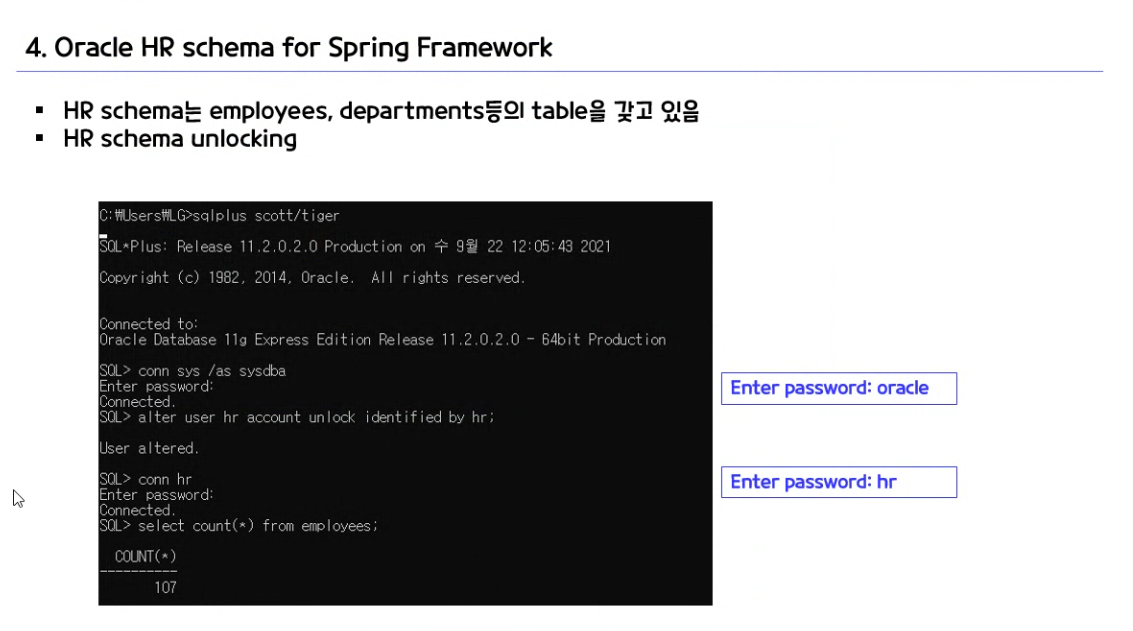 4. Oracle HR schema for Spring Framework
▪ HR schema는 employees, departments등의 table을 갖고 있음
▪ HR schema unlocking
C:₩Users₩LG>sqlplus scott/tiger
SQL*Plus: Release 11.2.0.2.0 Production on 수 9월 22 12:05:43 2021
Copyright (c) 1982, 2014, Oracle.  All rights reserved.
Connected to:
Oracle Database 11g Express Edition Release 11.2.0.2.0 - 64bit Production
SQL> conn sys /as sysdba
Enter password:
Connected.
SQL> alter user hr account unlock identified by hr;
User altered.
SQL> conn hr
Enter password:
Connected.
SQL> select count(*) from employees;
COUNT(*)
----------
107
Enter password: oracle
Enter password: hr